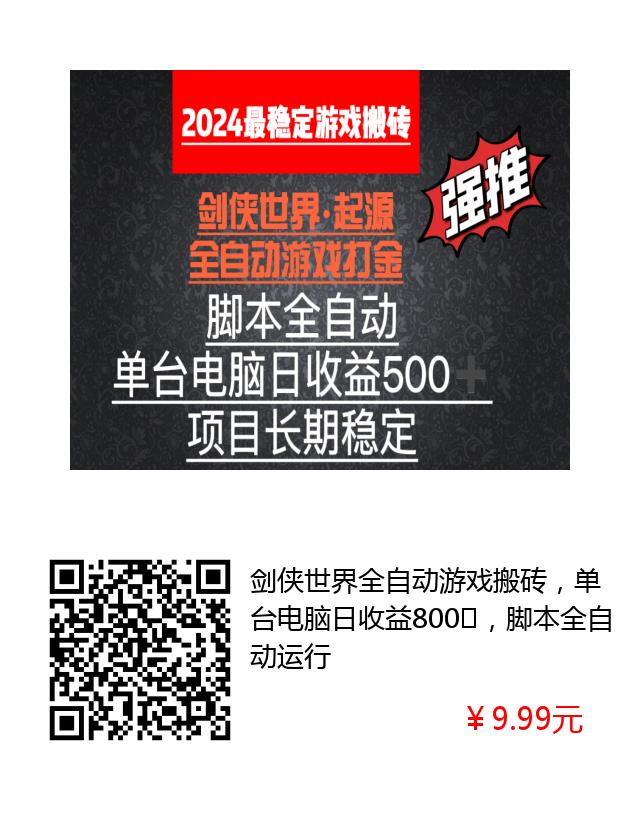 2024最稳定游戏搬砖
强推
剑侠世界·起源
全自动游戏打金
脚本全自动
单台电脑日收益500+
项目长期稳定
剑侠世界全自动游戏搬砖，单
台电脑日收益800▯，脚本全自
动运行
￥9.99元